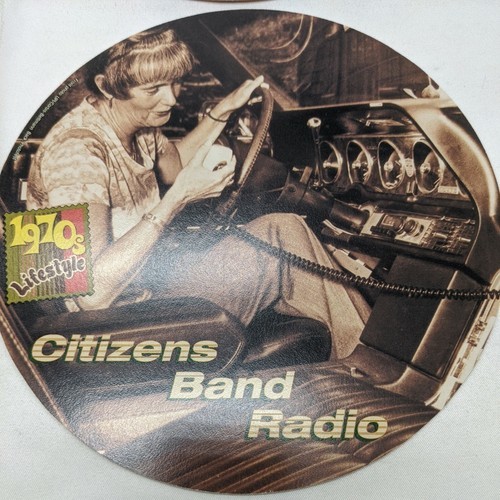 1970s
Lifestyle
Citizens
Band
Radio